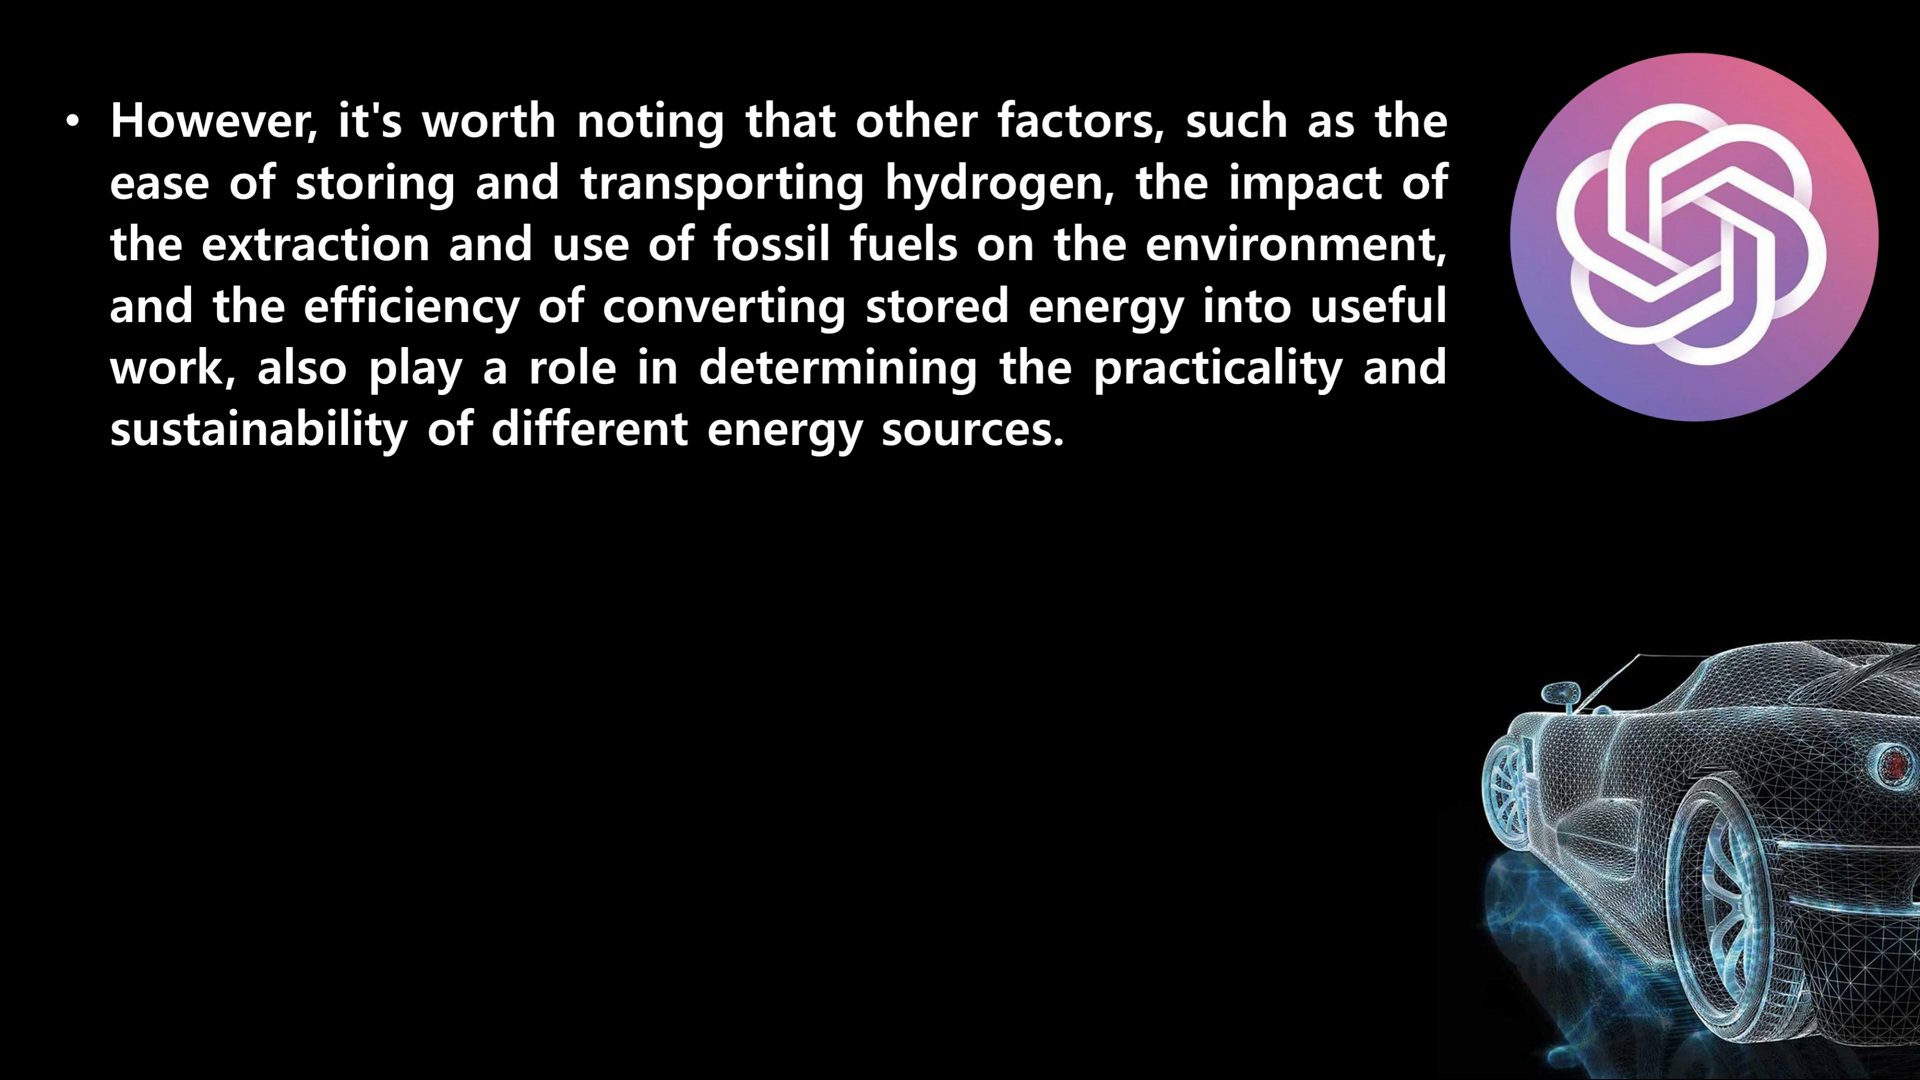 • However, it's worth noting that other factors, such as the
ease of storing and transporting hydrogen, the impact of
the extraction and use of fossil fuels on the environment,
and the efficiency of converting stored energy into useful
work, also play a role in determining the practicality and
sustainability of different energy sources.